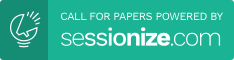 CALL FOR PAPERS POWERED BY
sessionize.com